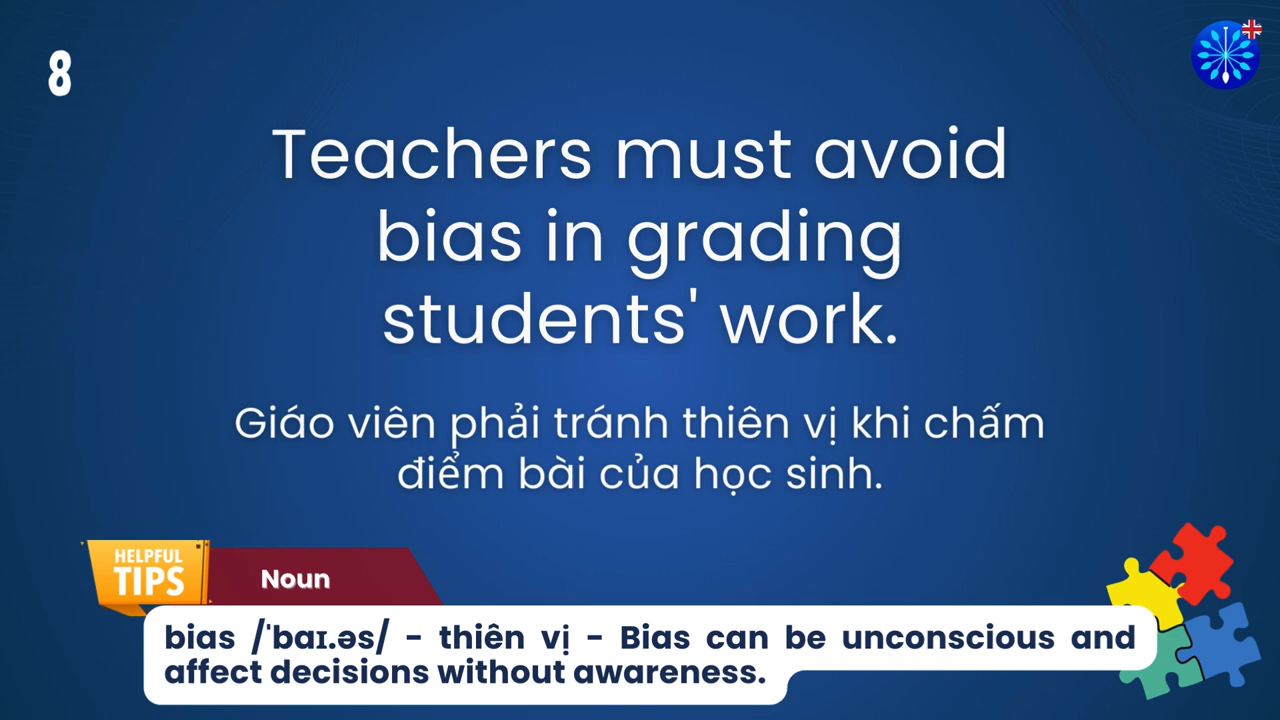 8
Teachers must avoid
bias in grading
students' work.
Giáo viên phải tránh thiên vị khi chấm
điểm bài của học sinh.
HELPFUL
TIPS
Noun
bias /ˈbaɪ.əs/ - thiên vị - Bias can be unconscious and
affect decisions without awareness.